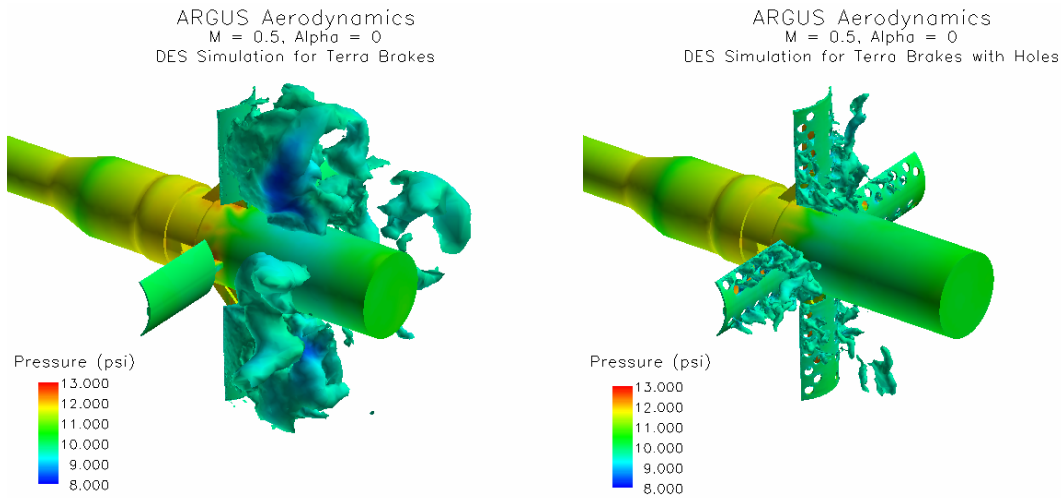 ARGUS Aerodynamics
M = 0.5, Alpha = 0
DES Simulation for Terra Brakes
Pressure (psi)
13.000
12.000
11.000
10.000
9.000
8.000
ARGUS Aerodynamics
M = 0.5, Alpha = 0
DES Simulation for Terra Brakes with Holes
Pressure (psi)
13.000
12.000
11.000
10.000
9.000
8.000